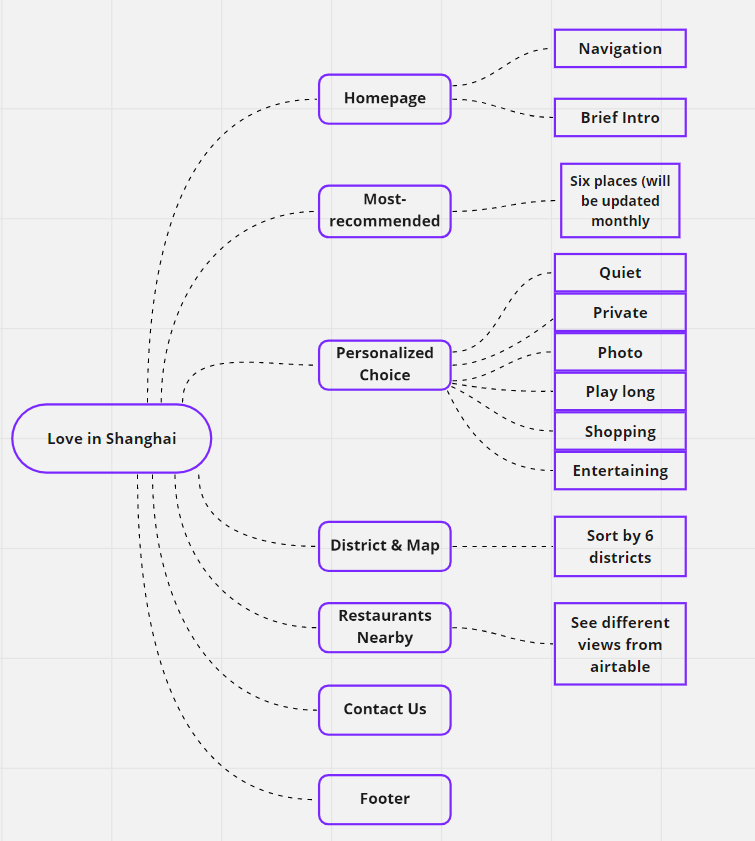 Love in Shanghai
Homepage
Navigation
Brief Intro
Most-
recommended
Six places (will
be updated
monthly
Personalized
Choice
Quiet
Private
Photo
Play long
Shopping
Entertaining
District & Map
Sort by 6
districts
Restaurants
Nearby
See different
views from
airtable
Contact Us
Footer